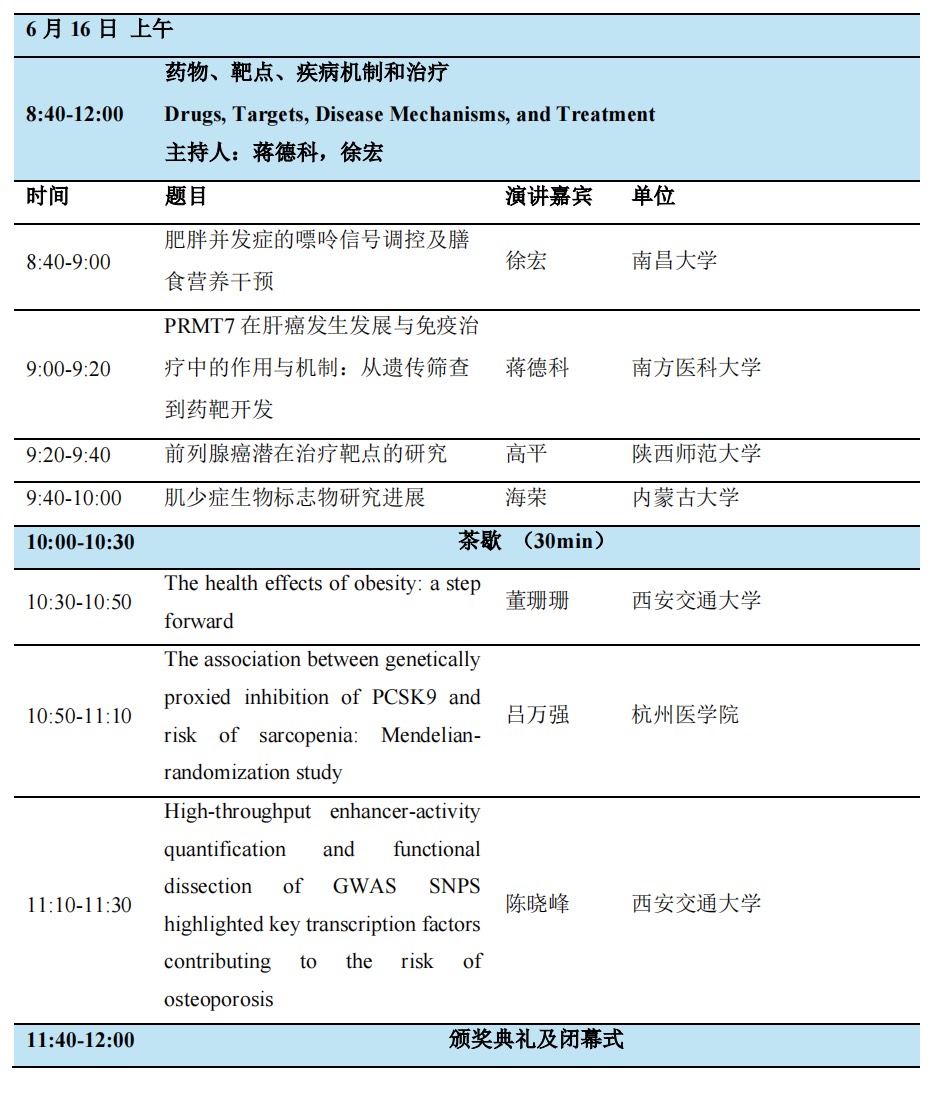 6 月 16 日 上午
药物、靶点、疾病机制和治疗
8:40-12:00 Drugs, Targets, Disease Mechanisms, and Treatment
主持人：蒋德科，徐宏
时间 题目 演讲嘉宾 单位
肥胖并发症的嘌呤信号调控及膳
8:40-9:00 徐宏 南昌大学
食营养干预
PRMT7 在肝癌发生发展与免疫治
9:00-9:20 疗中的作用与机制：从遗传筛查 蒋德科 南方医科大学
到药靶开发
9:20-9:40 前列腺癌潜在治疗靶点的研究 高平 陕西师范大学
9:40-10:00 肌少症生物标志物研究进展 海荣 内蒙古大学
10:00-10:30 茶歇 （30min）
The health effects of obesity: a step
10:30-10:50 董珊珊 西安交通大学
forward
The association between genetically
proxied inhibition of PCSK9 and
10:50-11:10 吕万强 杭州医学院
risk of sarcopenia: Mendelian-
randomization study
High-throughput enhancer-activity
quantification and functional
dissection of GWAS SNPS
11:10-11:30 陈晓峰 西安交通大学
highlighted key transcription factors
contributing to the risk of
osteoporosis
11:40-12:00 颁奖典礼及闭幕式